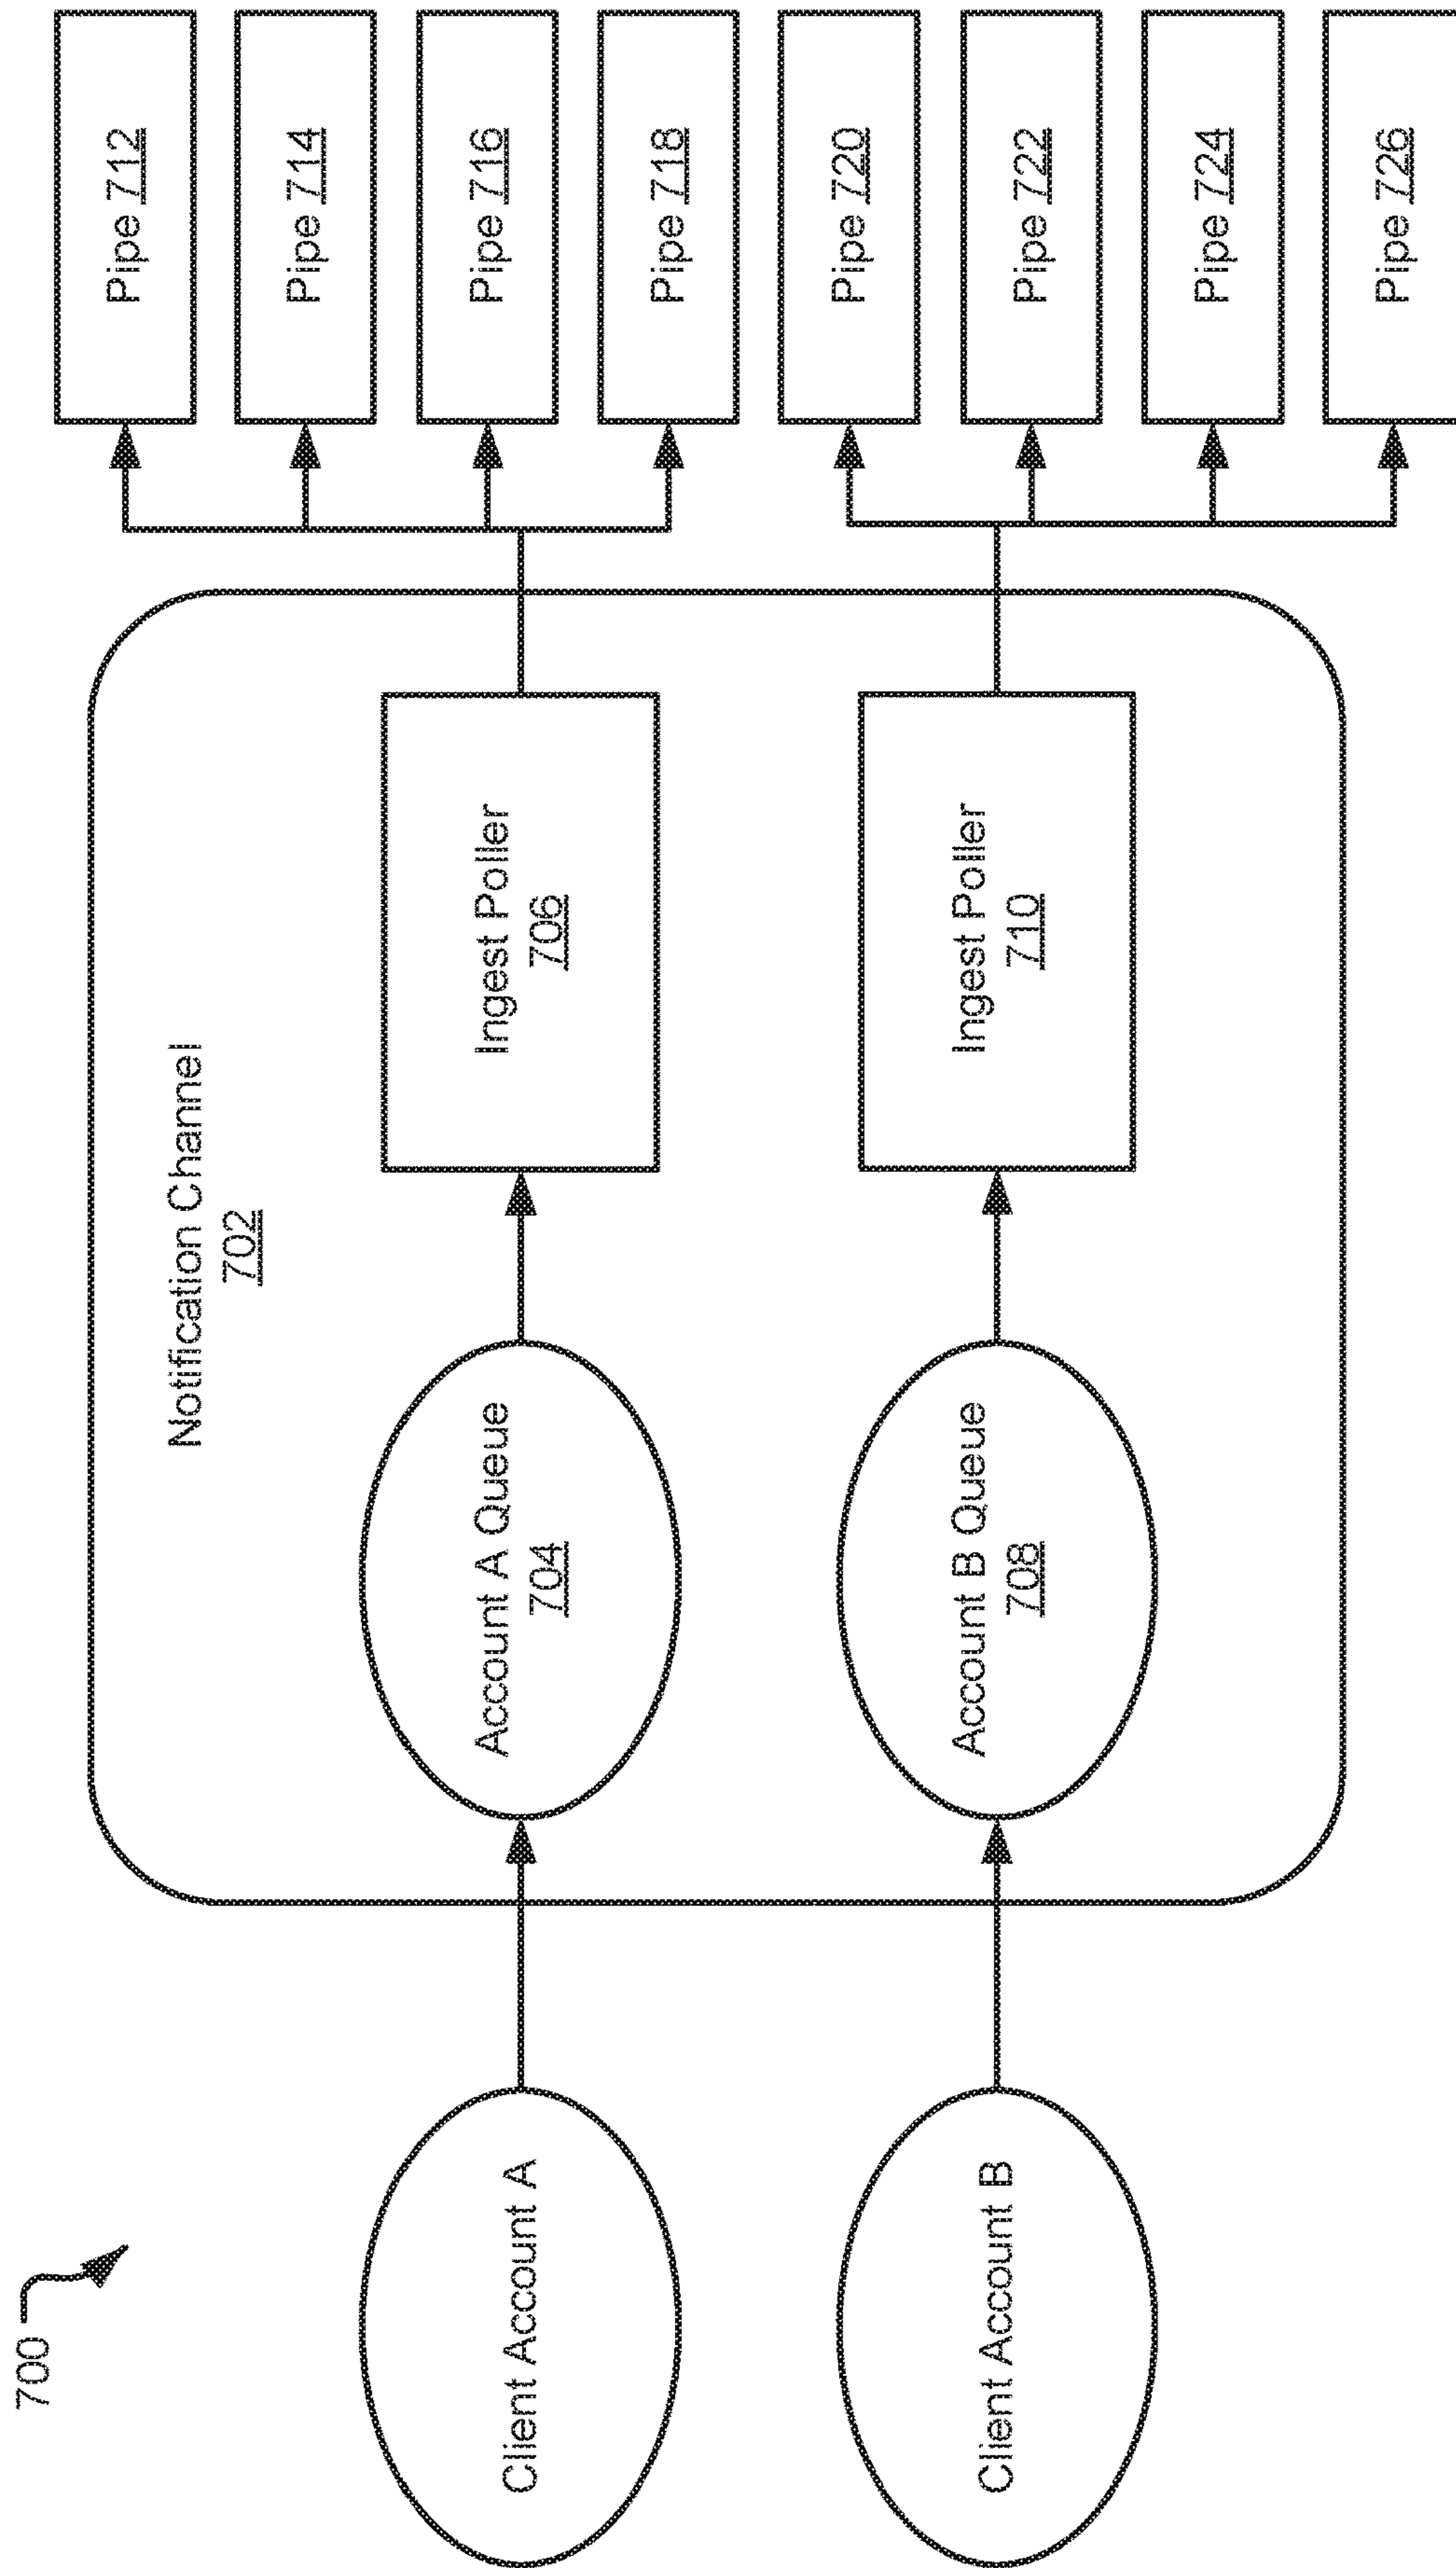 700
Notification Channel
702
Client Account A
Account A Queue
704
Ingest Poller
706
Pipe 712
Pipe 714
Pipe 716
Pipe 718
Client Account B
Account B Queue
708
Ingest Poller
710
Pipe 720
Pipe 722
Pipe 724
Pipe 726